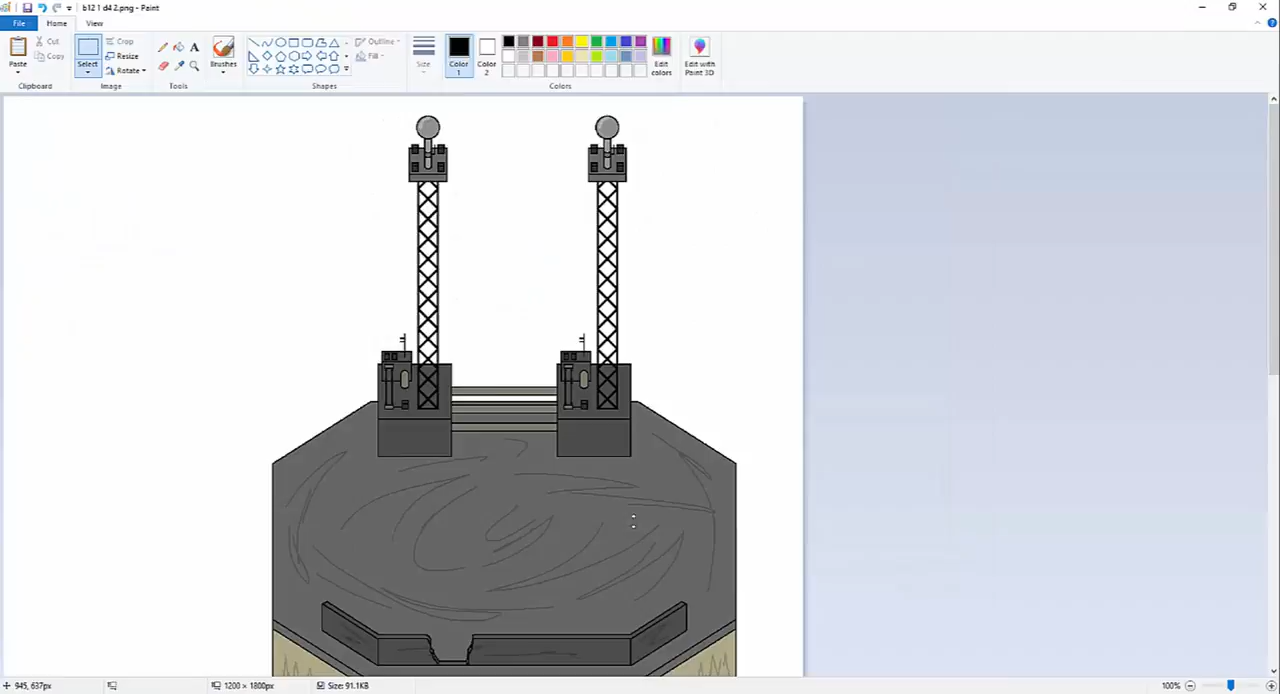 b12 1 d4 2.png - Paint
File Home View
Paste
Cut
Copy
Clipboard
Select
Crop
Resize
Rotate
Image
A
Tools
Brushes
Outline
Fill
Shapes
Size
Color 1
Color 2
Edit colors
Edit with Paint 3D
Colors
945, 637px
1200 × 1800px
Size: 91.1KB
100%